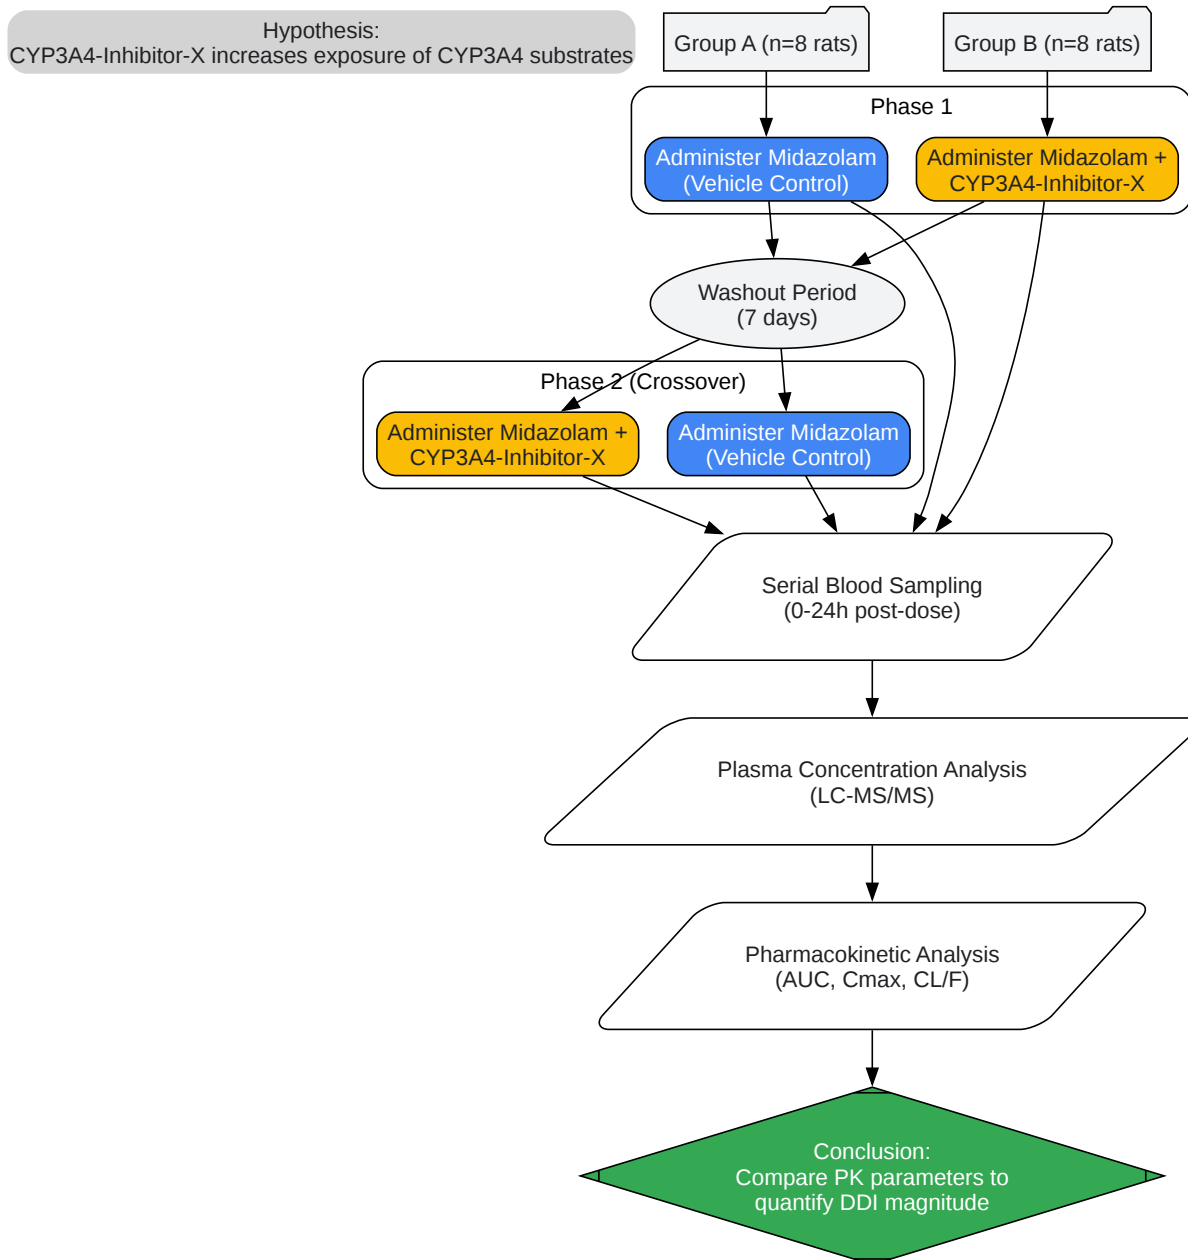 Hypothesis:
CYP3A4-Inhibitor-X increases exposure of CYP3A4 substrates
Group A (n=8 rats)
Group B (n=8 rats)
Phase 1
Administer Midazolam
(Vehicle Control)
Administer Midazolam +
CYP3A4-Inhibitor-X
Washout Period
(7 days)
Phase 2 (Crossover)
Administer Midazolam +
CYP3A4-Inhibitor-X
Administer Midazolam
(Vehicle Control)
Serial Blood Sampling
(0-24h post-dose)
Plasma Concentration Analysis
(LC-MS/MS)
Pharmacokinetic Analysis
(AUC, Cmax, CL/F)
Conclusion:
Compare PK parameters to
quantify DDI magnitude